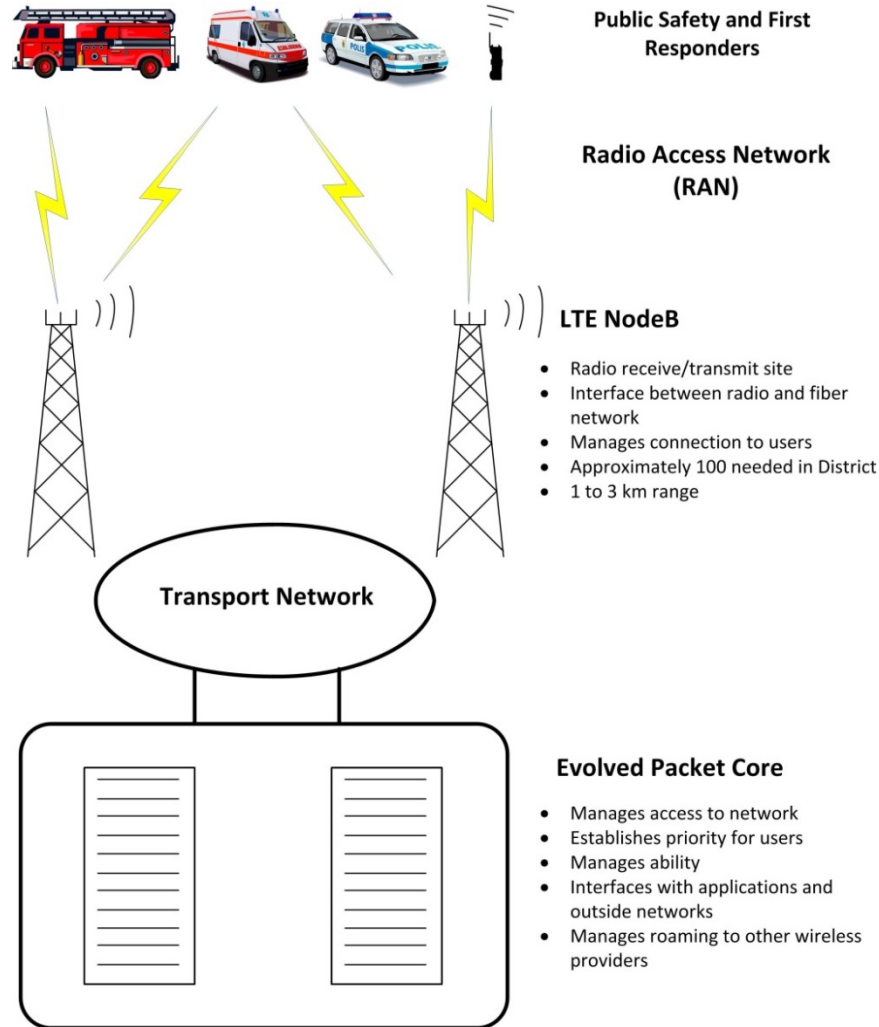 POLIS
Public Safety and First
Responders
Radio Access Network
(RAN)
LTE NodeB
• Radio receive/transmit site
• Interface between radio and fiber
network
• Manages connection to users
• Approximately 100 needed in District
• 1 to 3 km range
Transport Network
Evolved Packet Core
• Manages access to network
• Establishes priority for users
• Manages ability
• Interfaces with applications and
outside networks
• Manages roaming to other wireless
providers